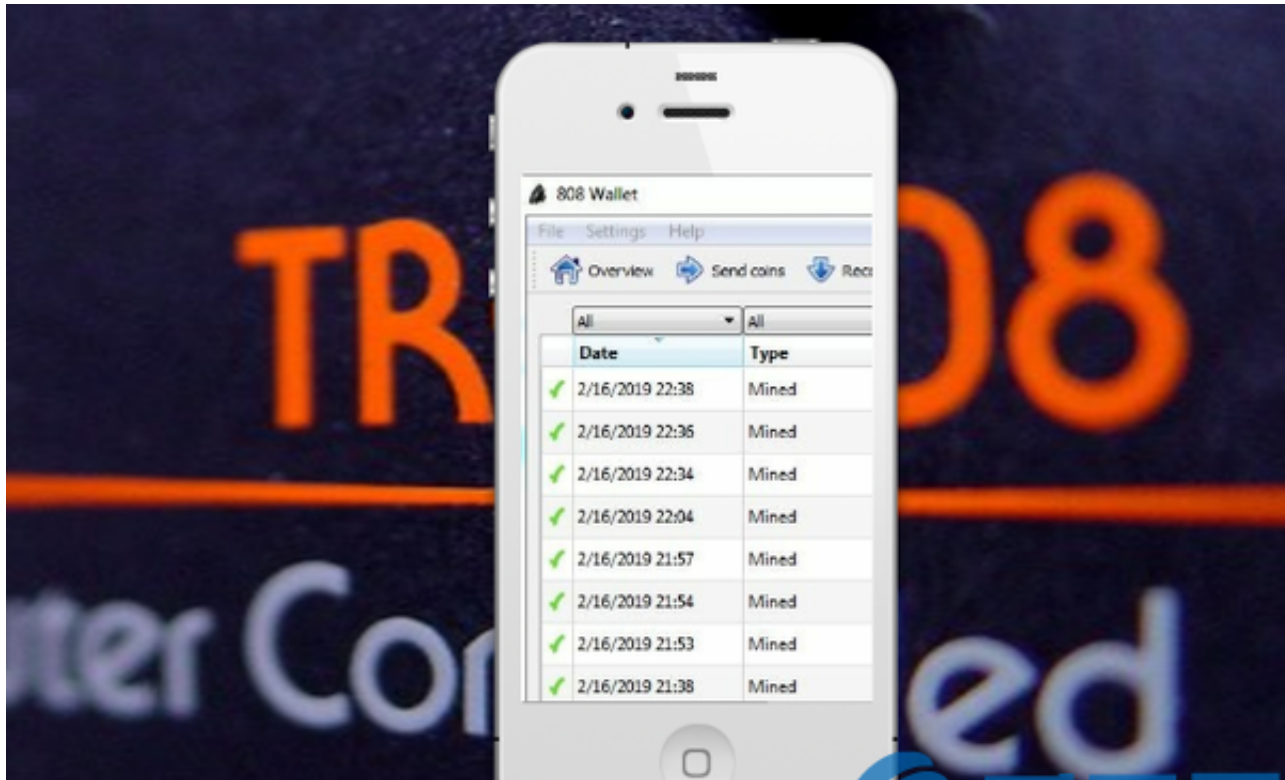 808 Wallet
File Settings Help
Overview Send coins
All All
Date Type
2/16/2019 22:38 Mined
2/16/2019 22:36 Mined
2/16/2019 22:34 Mined
2/16/2019 22:04 Mined
2/16/2019 21:57 Mined
2/16/2019 21:54 Mined
2/16/2019 21:53 Mined
2/16/2019 21:38 Mined
TR 08
ter Co ed